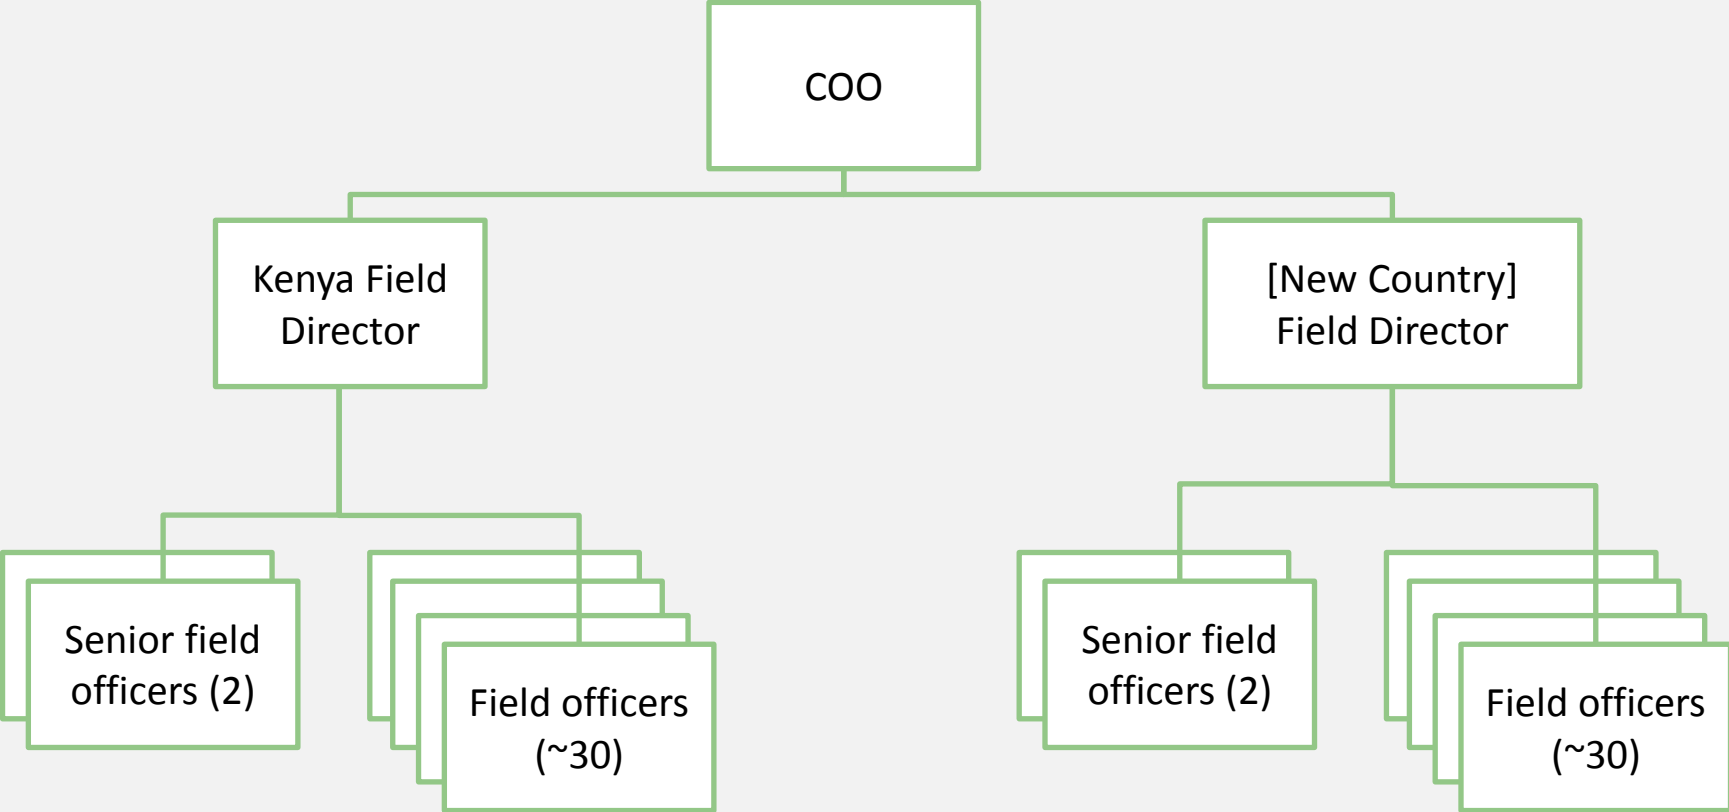 COO
Kenya Field
Director
[New Country]
Field Director
Senior field
officers (2)
Field officers
(~30)
Senior field
officers (2)
Field officers
(~30)